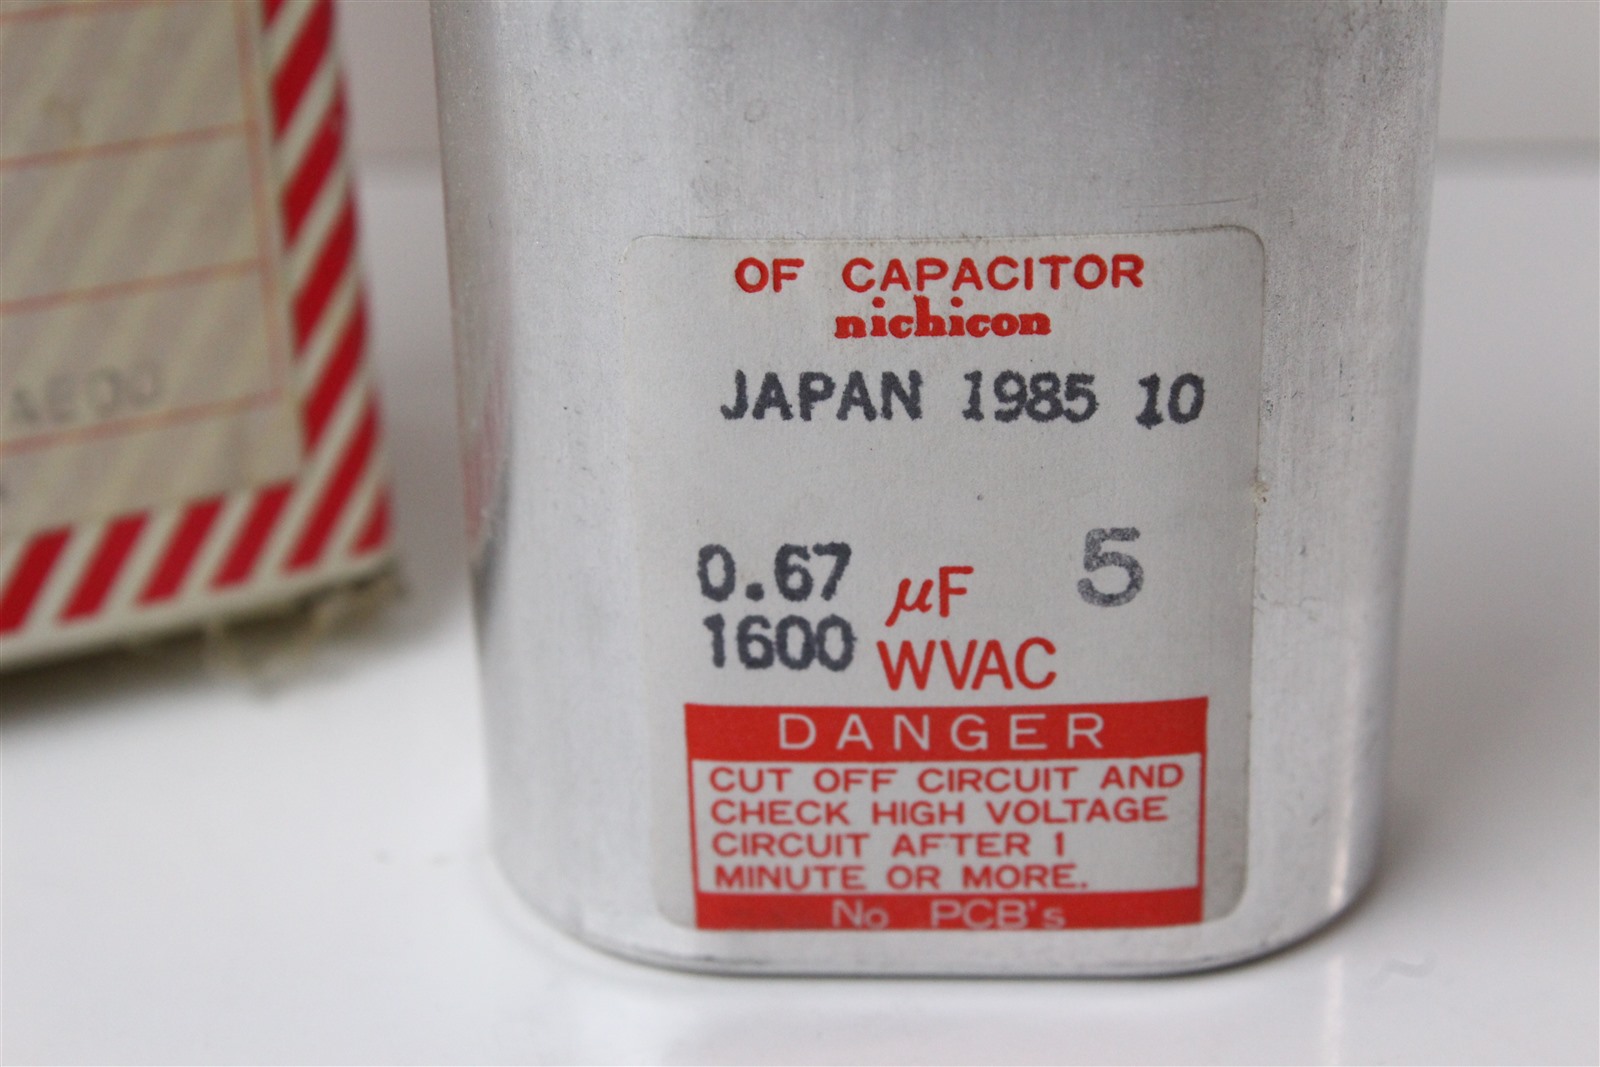 OF CAPACITOR
nichicon
JAPAN 1985 10
0.67 μF 5
1600 WVAC
DANGER
CUT OFF CIRCUIT AND
CHECK HIGH VOLTAGE
CIRCUIT AFTER 1
MINUTE OR MORE.
No PCB's